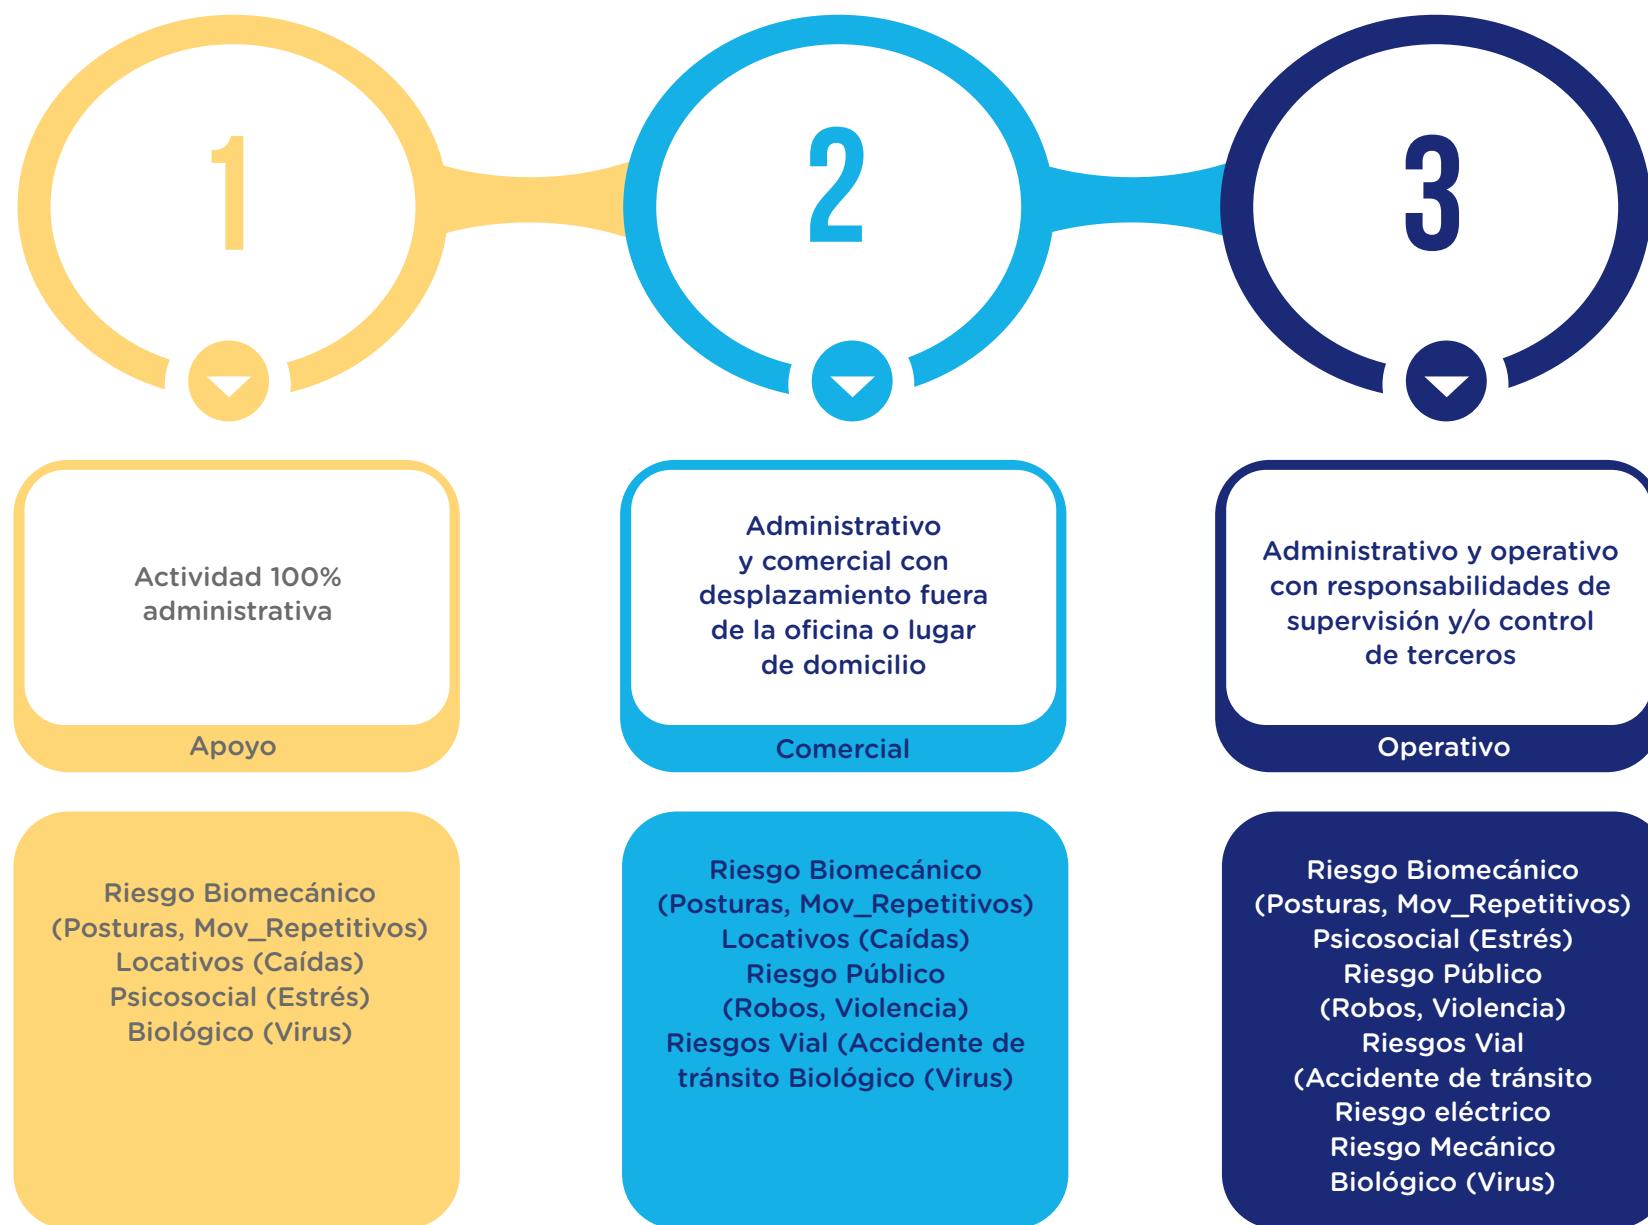 1
2
3
Actividad 100%
administrativa
Apoyo
Administrativo
y comercial con
desplazamiento fuera
de la oficina o lugar
de domicilio
Comercial
Administrativo y operativo
con responsabilidades de
supervisión y/o control
de terceros
Operativo
Riesgo Biomecánico
(Posturas, Mov_Repetitivos)
Locativos (Caídas)
Psicosocial (Estrés)
Biológico (Virus)
Riesgo Biomecánico
(Posturas, Mov_Repetitivos)
Locativos (Caídas)
Riesgo Público
(Robos, Violencia)
Riesgos Vial (Accidente de
tránsito Biológico (Virus)
Riesgo Biomecánico
(Posturas, Mov_Repetitivos)
Psicosocial (Estrés)
Riesgo Público
(Robos, Violencia)
Riesgos Vial
(Accidente de tránsito
Riesgo eléctrico
Riesgo Mecánico
Biológico (Virus)